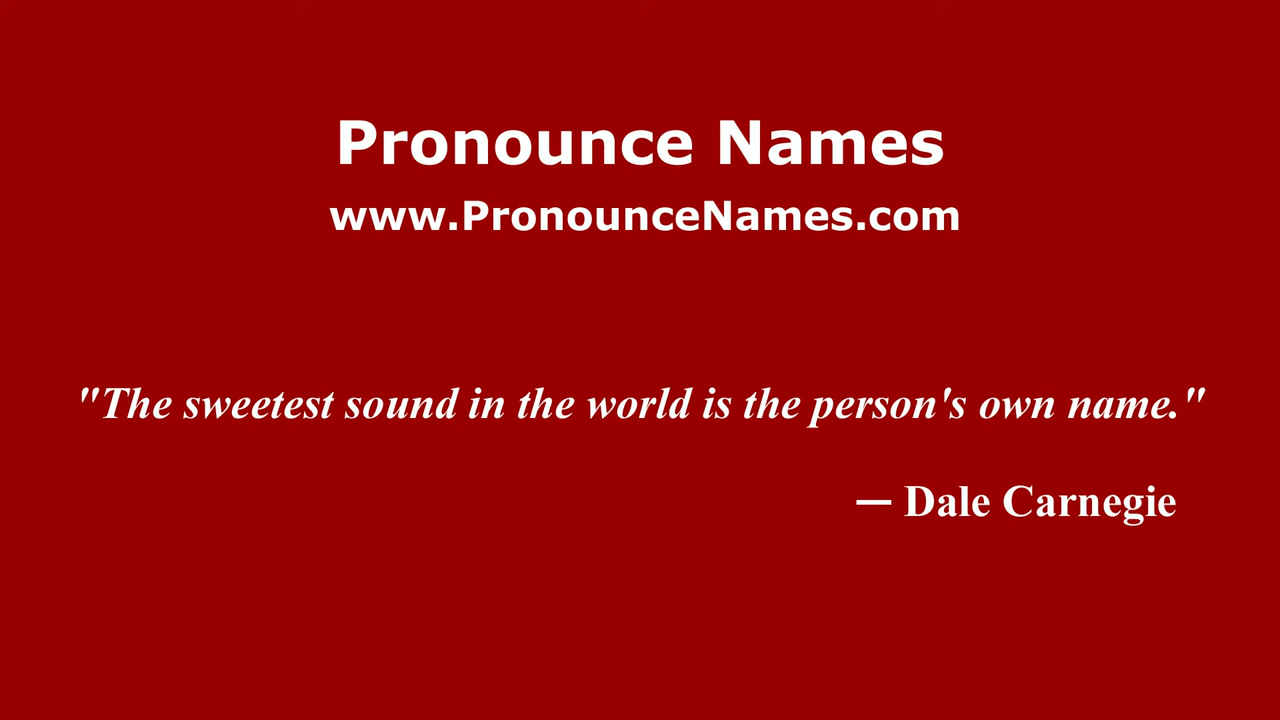 Pronounce Names
www.PronounceNames.com
"The sweetest sound in the world is the person's own name."
— Dale Carnegie